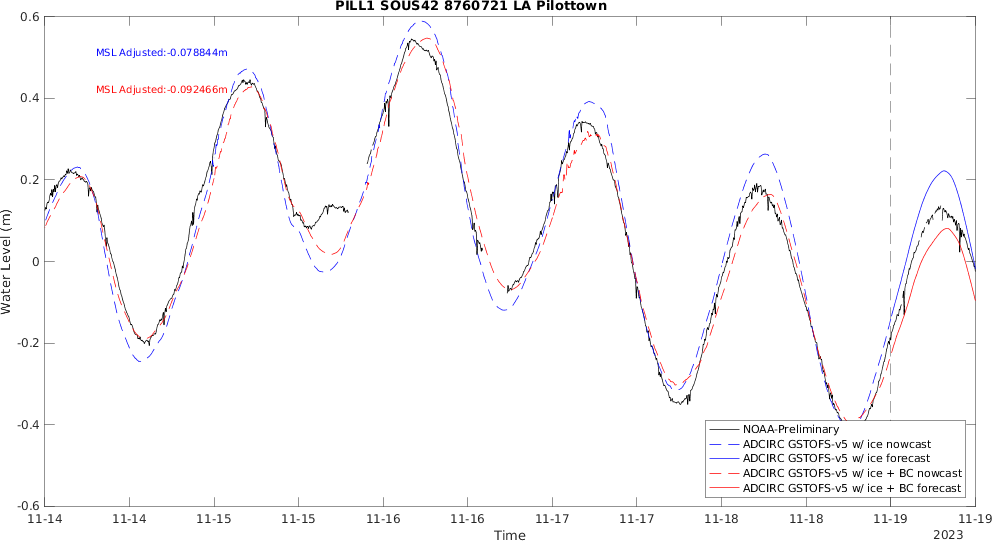 PILL1 SOUS42 8760721 LA Pilottown
0.6
MSL Adjusted:-0.078844m
MSL Adjusted:-0.092466m
0.4
0.2
0
-0.2
-0.4
-0.6
Water Level (m)
NOAA-Preliminary
ADCIRC GSTOFS-v5 w/ ice nowcast
ADCIRC GSTOFS-v5 w/ ice forecast
ADCIRC GSTOFS-v5 w/ ice + BC nowcast
ADCIRC GSTOFS-v5 w/ ice + BC forecast
11-14 11-14 11-15 11-15 11-16 11-16 11-17 11-17 11-18 11-18 11-19 11-19
Time
2023